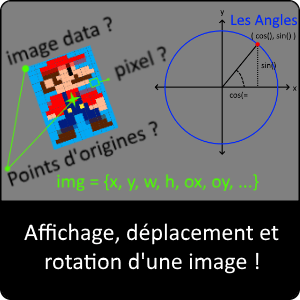 image data ?
pixel ?
Points d'origines ?
y
Les Angles
( cos(), sin() )
sin()
x
cos(=
img = {x, y, w, h, ox, oy, ...}
Affichage, déplacement et
rotation d'une image !